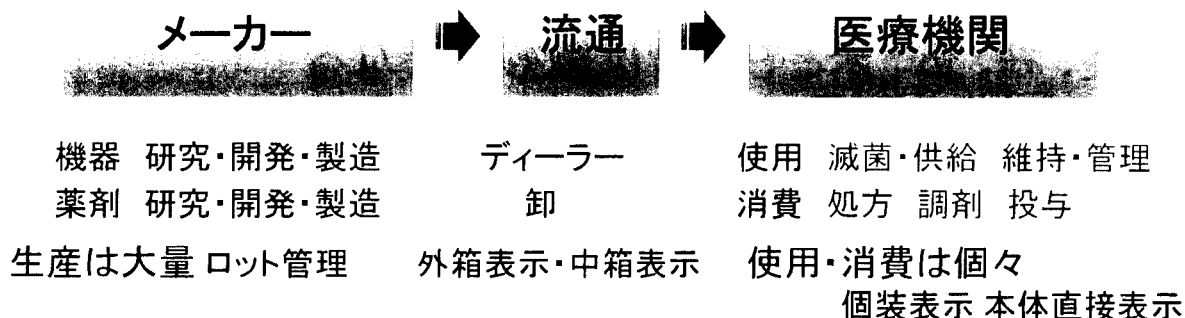 メーカー 流通 医療機関
機器 研究・開発・製造 ディーラー 使用 滅菌・供給 維持・管理
薬剤 研究・開発・製造 卸 消費 処方 調剤 投与
生産は大量 ロット管理 外箱表示・中箱表示 使用・消費は個々
個装表示 本体直接表示